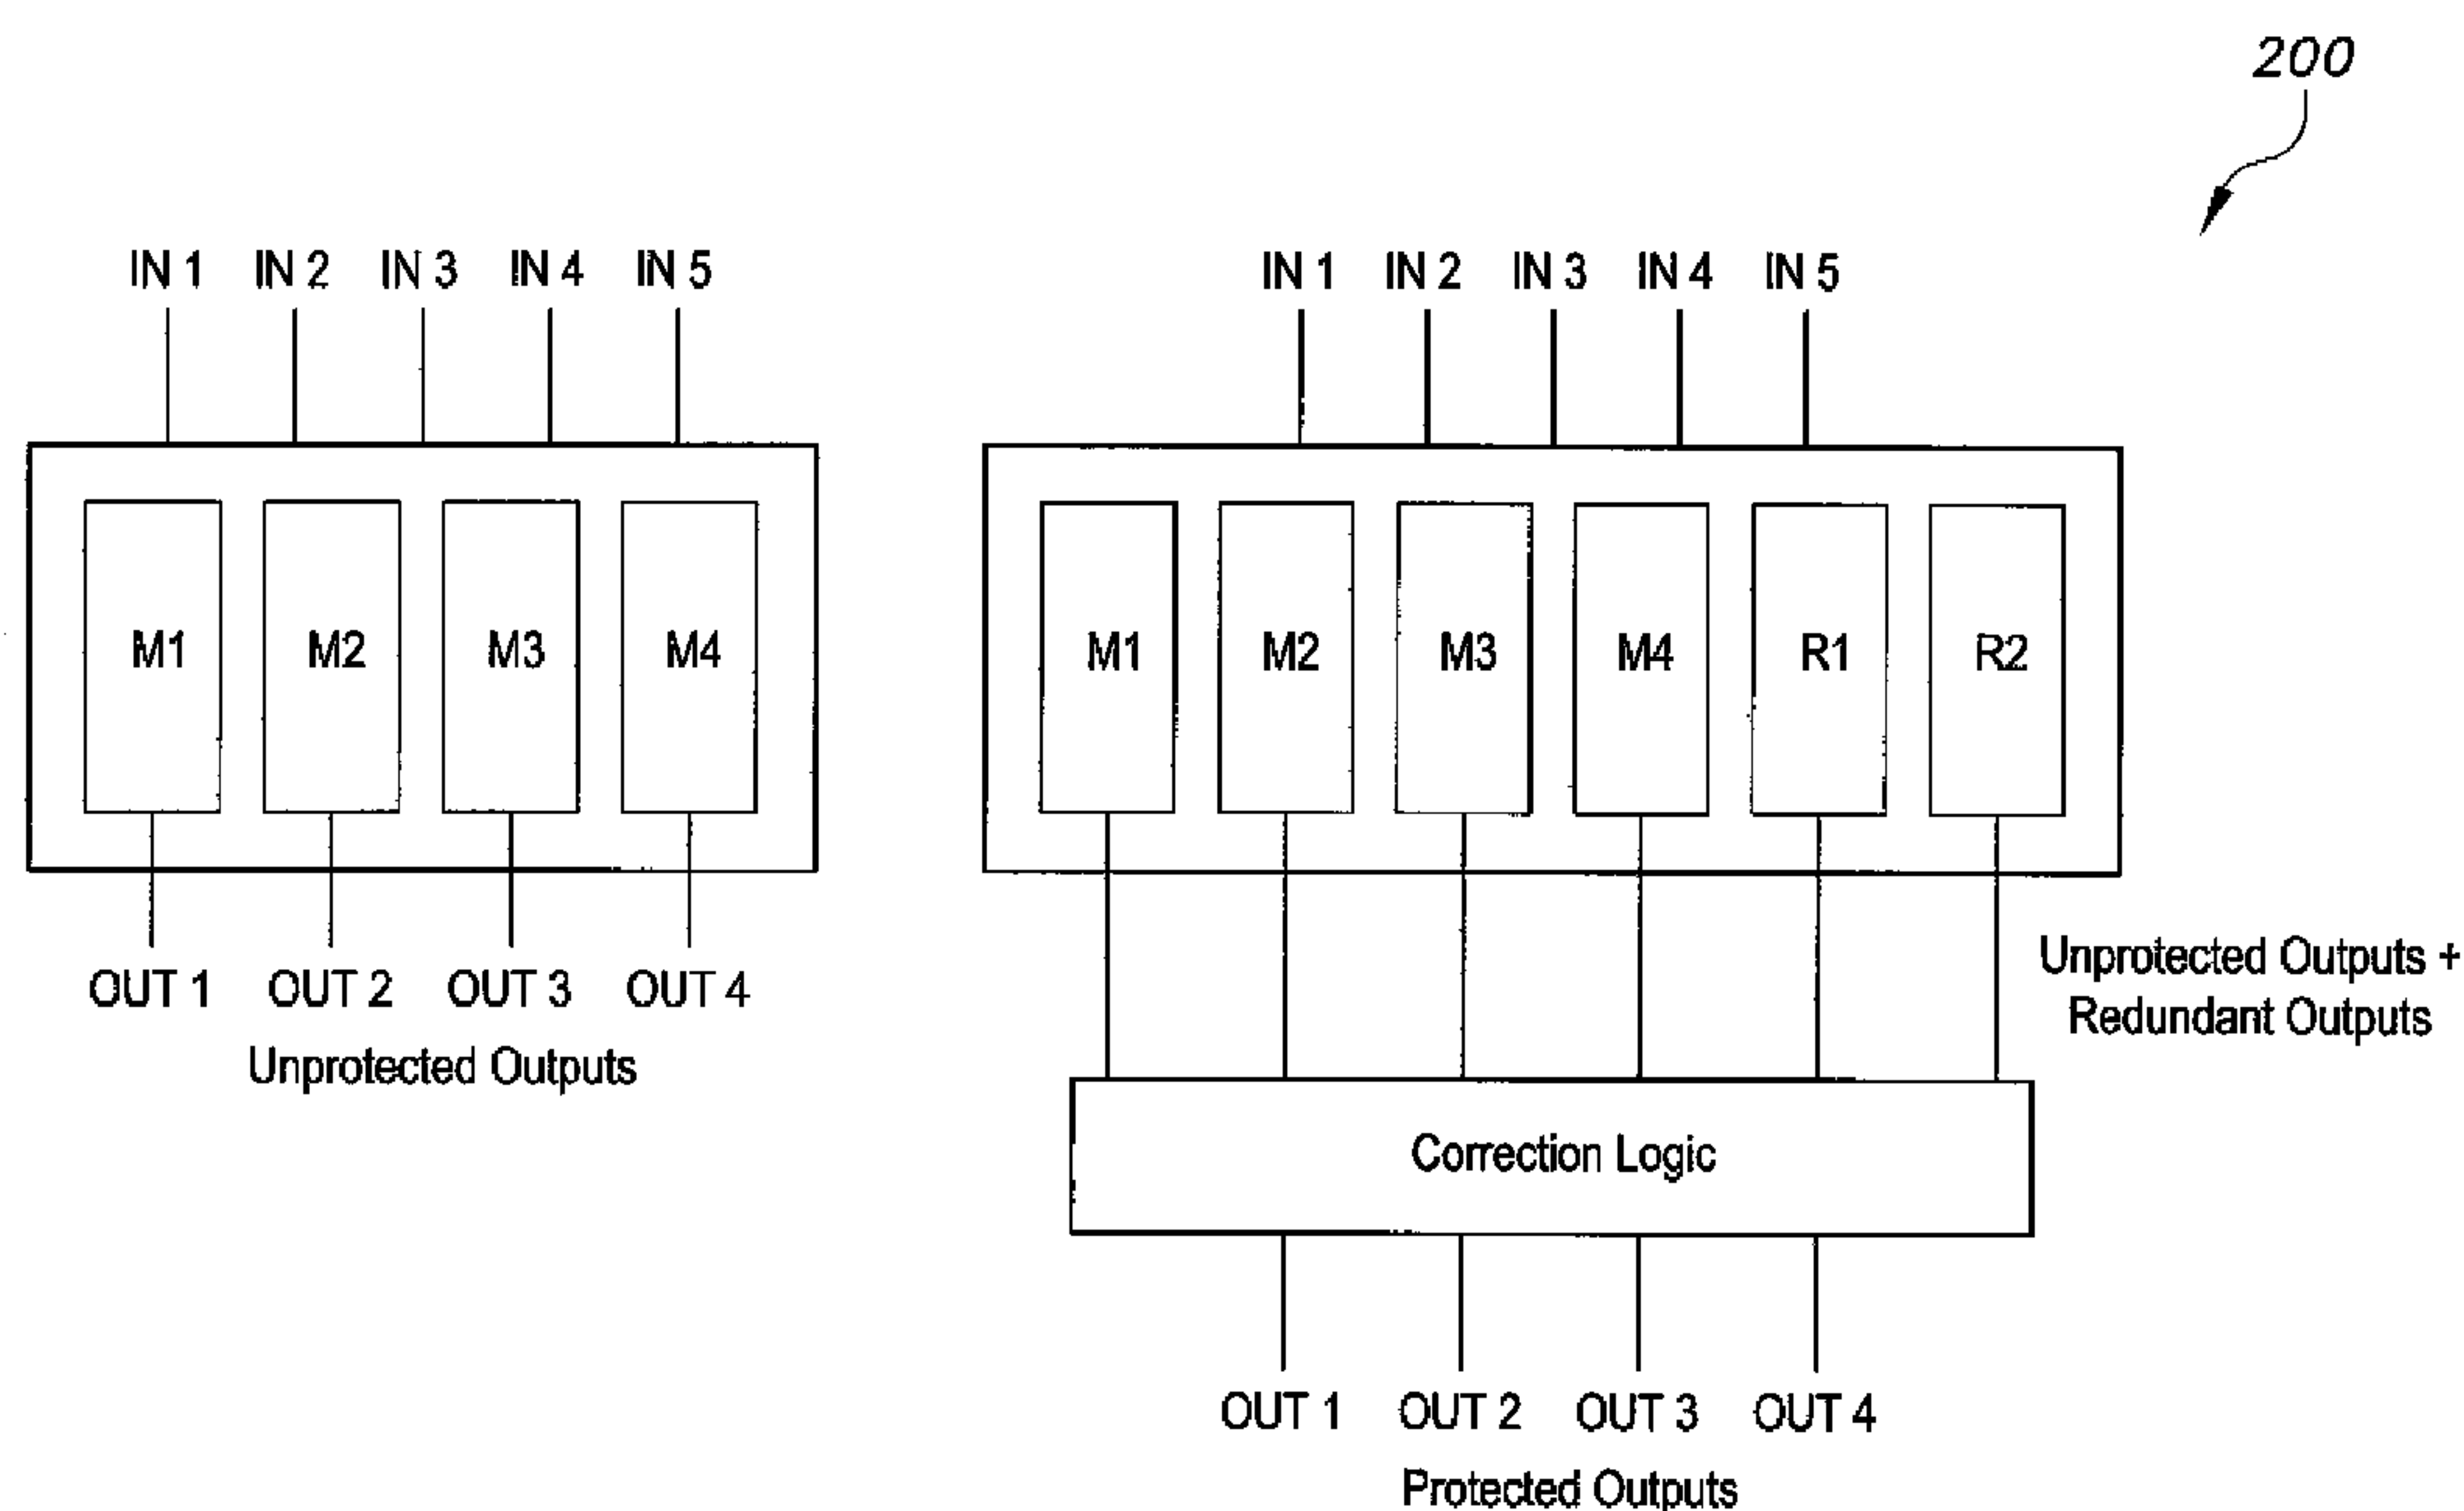 200
IN 1 IN 2 IN 3 IN 4 IN 5
M1 M2 M3 M4
OUT 1 OUT 2 OUT 3 OUT 4
Unprotected Outputs
IN 1 IN 2 IN 3 IN 4 IN 5
M1 M2 M3 M4 R1 R2
Unprotected Outputs +
Redundant Outputs
Correction Logic
OUT 1 OUT 2 OUT 3 OUT 4
Protected Outputs